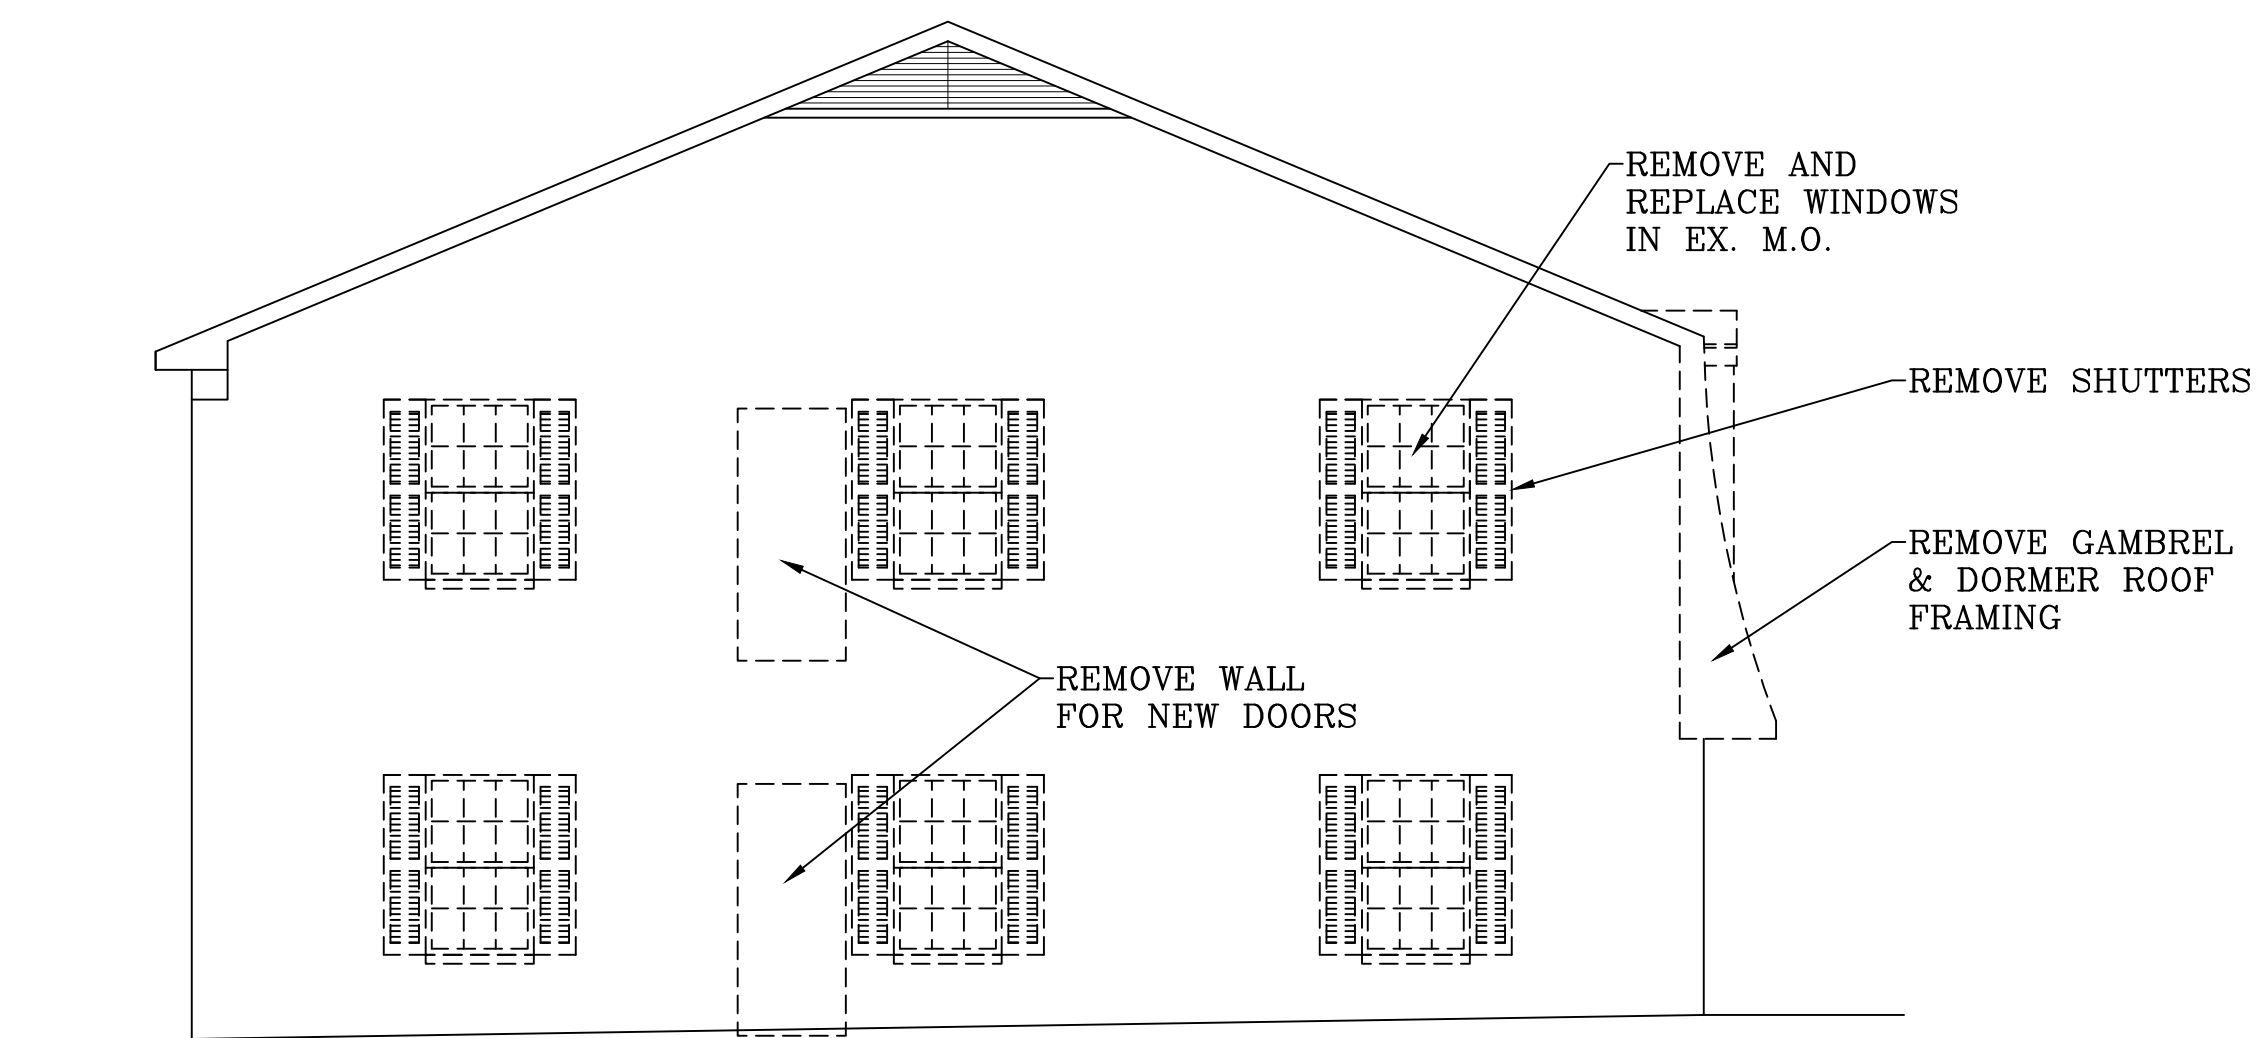 REMOVE AND
REPLACE WINDOWS
IN EX. M.O.
REMOVE SHUTTERS
REMOVE GAMBREL
& DORMER ROOF
FRAMING
REMOVE WALL
FOR NEW DOORS